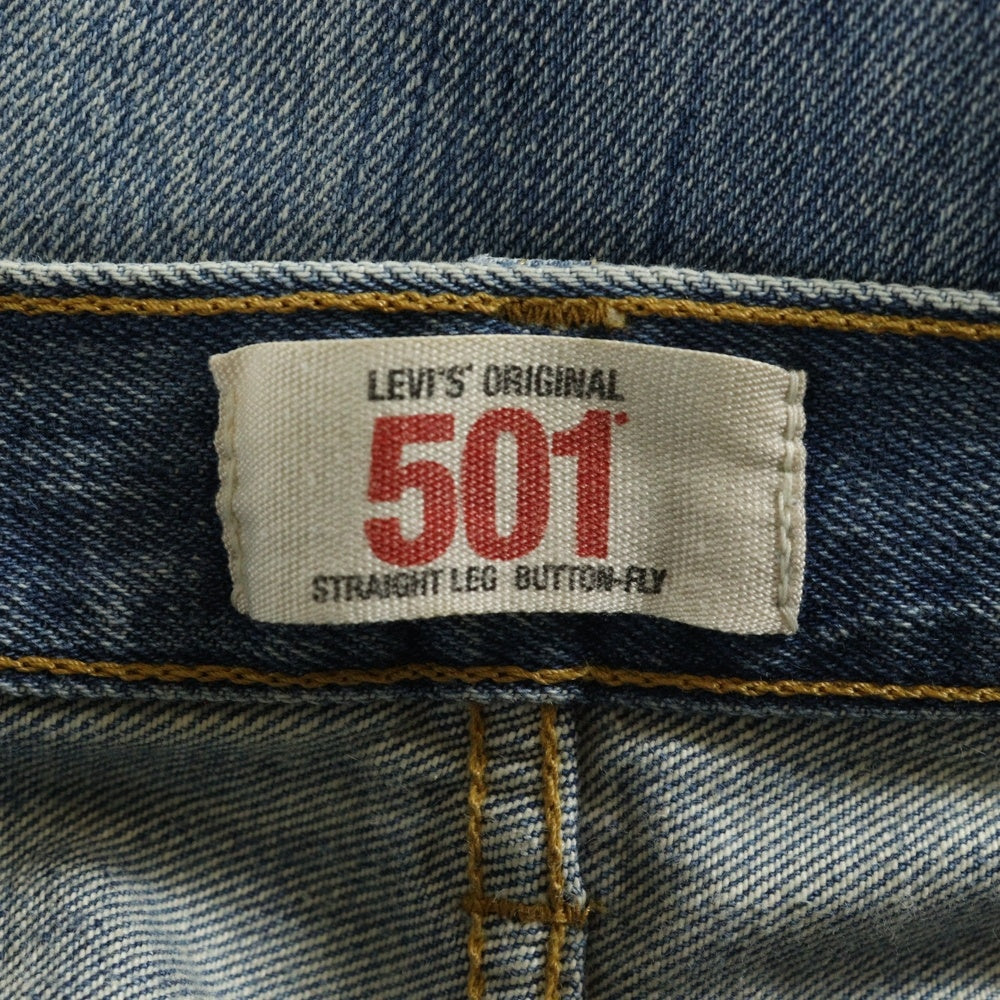 LEVI'S® ORIGINAL
501®
STRAIGHT LEG BUTTON-FLY